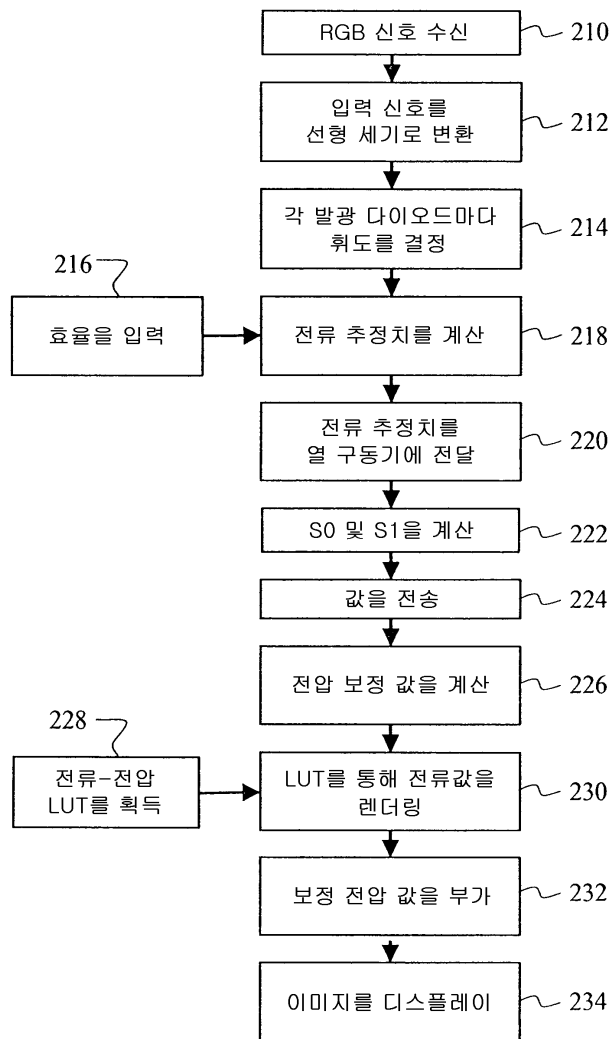 RGB 신호 수신
210
입력 신호를
선형 세기로 변환
212
각 발광 다이오드마다
휘도를 결정
214
216
효율을 입력
전류 추정치를 계산
218
전류 추정치를
열 구동기에 전달
220
S0 및 S1을 계산
222
값을 전송
224
전압 보정 값을 계산
226
228
전류-전압
LUT를 획득
LUT를 통해 전류값을
렌더링
230
보정 전압 값을 부가
232
이미지를 디스플레이
234